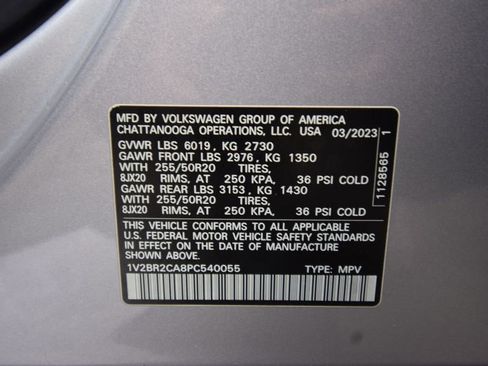 MFD BY VOLKSWAGEN GROUP OF AMERICA
CHATTANOOGA OPERATIONS, LLC. USA 03/2023
GVWR LBS 6019, KG 2730
GAWR FRONT LBS 2976, KG 1350
WITH 255/50R20 TIRES,
8JX20 RIMS, AT 250 KPA, 36 PSI COLD
GAWR REAR LBS 3153, KG 1430
WITH 255/50R20 TIRES,
8JX20 RIMS, AT 250 KPA, 36 PSI COLD
THIS VEHICLE CONFORMS TO ALL APPLICABLE
U.S. FEDERAL MOTOR VEHICLE SAFETY STANDARDS
IN EFFECT ON THE DATE OF MANUFACTURE
SHOWN ABOVE.
1V2BR2CA8PC540055 TYPE: MPV
1128565 1